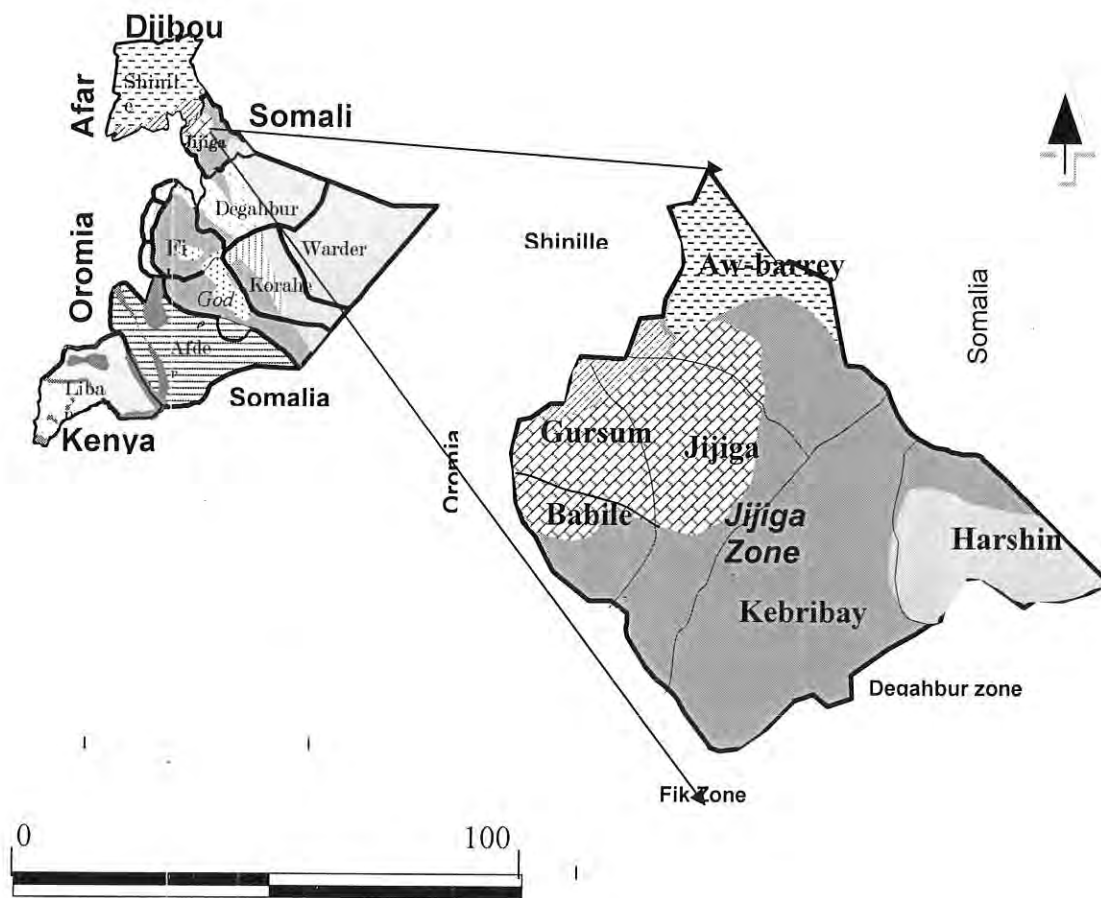 Djibou
Shinil
e
Afar
Somali
Jijiga
Oromia
Degahbur
Fi
Warder
Korahe
God
e
Afde
Liba
Somalia
Kenya
Shinille
Aw-barrey
Somalia
Gursum
Jijiga
Oromia
Babile
Jijiga
Zone
Harshin
Kebribay
Degahbur zone
Fik Zone
0
100